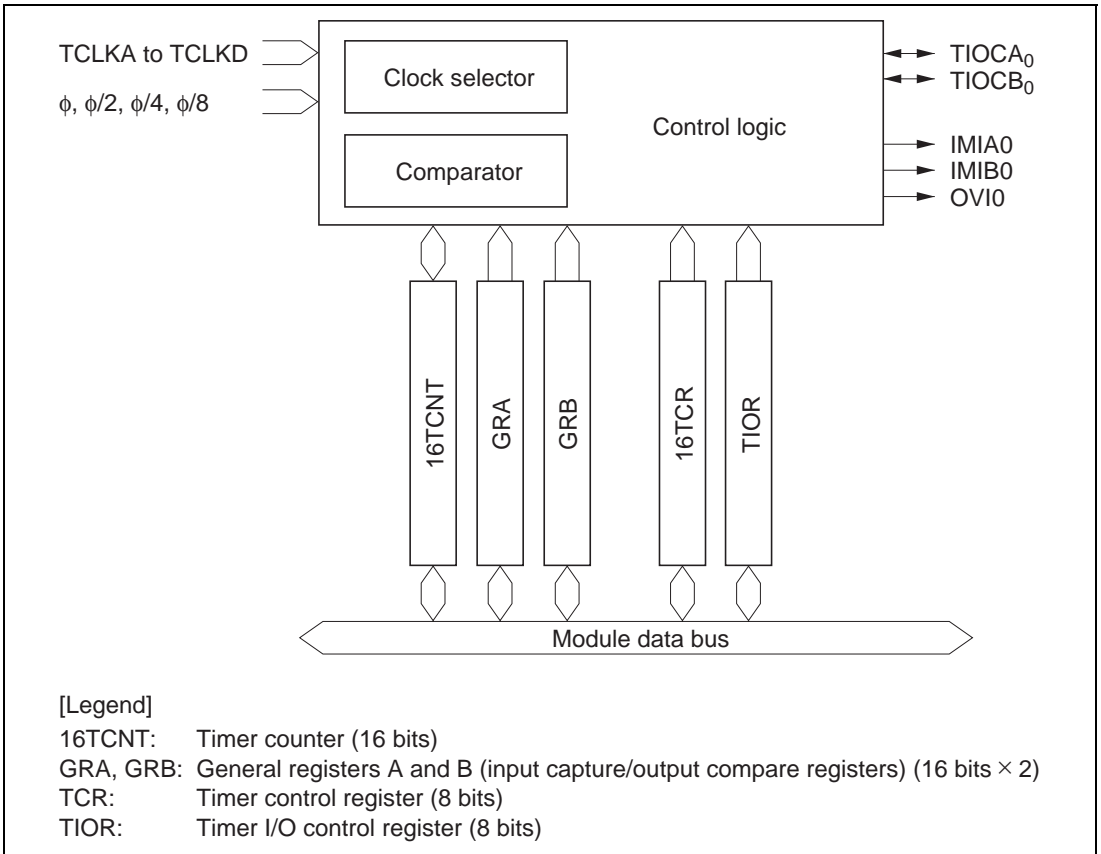 TCLKA to TCLKD
ϕ, ϕ/2, ϕ/4, ϕ/8
Clock selector
Comparator
Control logic
TIOCA₀
TIOCB₀
IMIA0
IMIB0
OVI0
16TCNT
GRA
GRB
16TCR
TIOR
Module data bus
[Legend]
16TCNT: Timer counter (16 bits)
GRA, GRB: General registers A and B (input capture/output compare registers) (16 bits × 2)
TCR: Timer control register (8 bits)
TIOR: Timer I/O control register (8 bits)